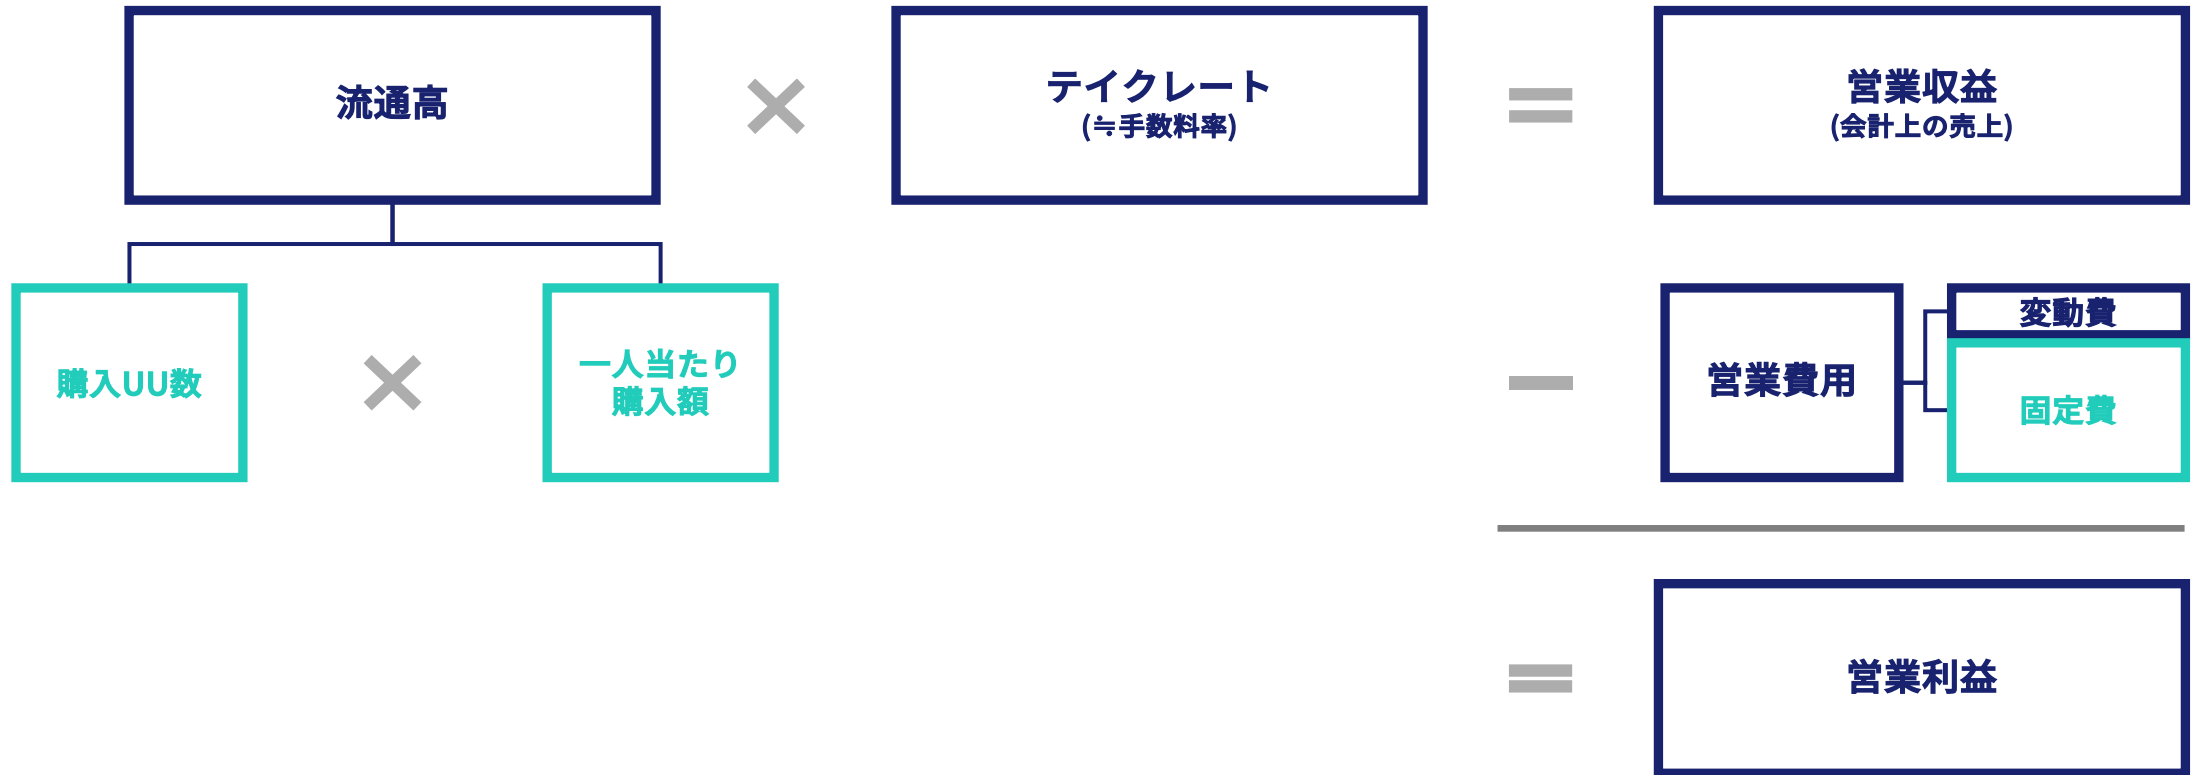 流通高
×
テイクレート
(≒手数料率)
=
営業収益
(会計上の売上)
購入UU数
×
一人当たり
購入額
−
営業費用
変動費
固定費
=
営業利益